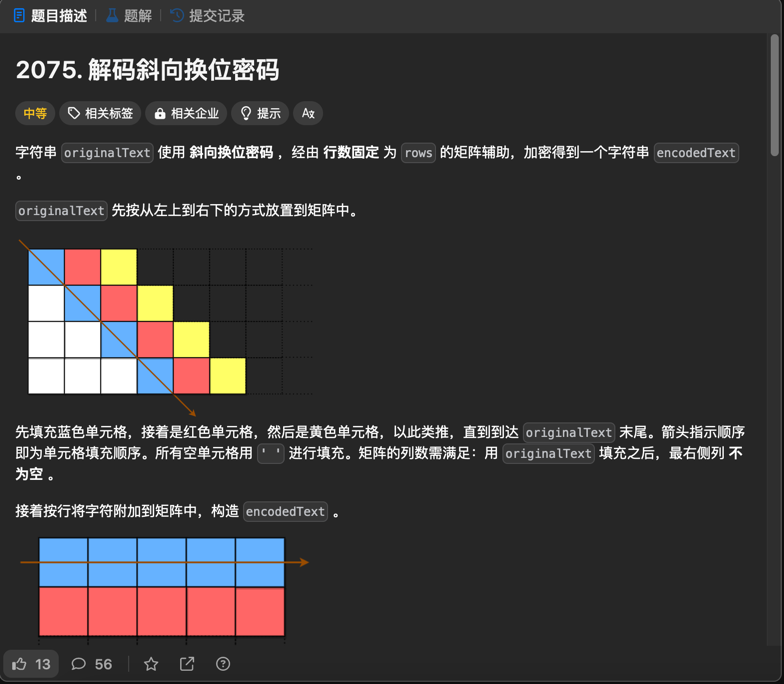 题目描述 题解 提交记录
2075. 解码斜向换位密码
中等 相关标签 相关企业 提示
字符串 originalText 使用 斜向换位密码 ，经由 行数固定 为 rows 的矩阵辅助，加密得到一个字符串 encodedText
。
originalText 先按从左上到右下的方式放置到矩阵中。
先填充蓝色单元格，接着是红色单元格，然后是黄色单元格，以此类推，直到到达 originalText 末尾。箭头指示顺序
即为单元格填充顺序。所有空单元格用 ' ' 进行填充。矩阵的列数需满足：用 originalText 填充之后，最右侧列 不
为空 。
接着按行将字符附加到矩阵中，构造 encodedText 。
13 56